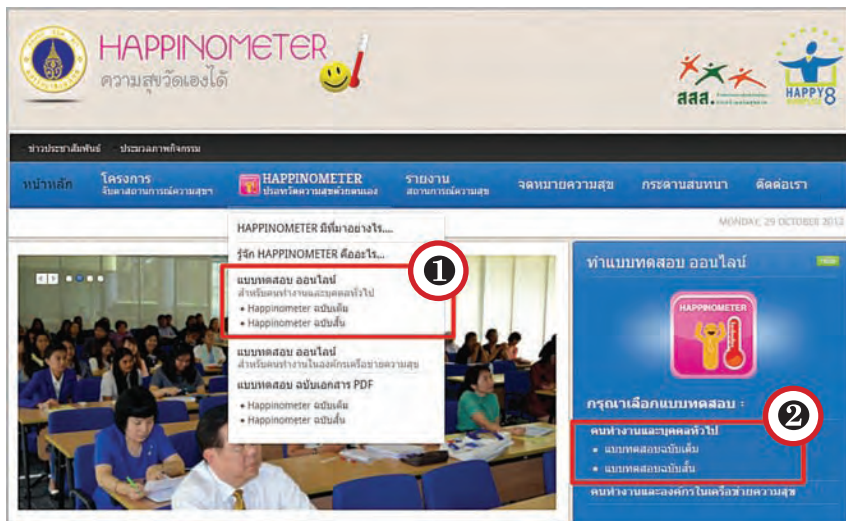 HAPPINOMETER
ความสุขวัดเองได้
สสส.
HAPPY 8
ข่าวประชาสัมพันธ์ ประมวลภาพกิจกรรม
หน้าหลัก
โครงการ
จับตาสถานการณ์ความสุขฯ
HAPPINOMETER
ปรอทวัดความสุขด้วยตนเอง
รายงาน
สถานการณ์ความสุข
จดหมายความสุข
กระดานสนทนา
ติดต่อเรา
MONDAY, 29 OCTOBER 2012
HAPPINOMETER มีที่มาอย่างไร....
รู้จัก HAPPINOMETER คืออะไร...
❶
แบบทดสอบ ออนไลน์
สำหรับคนทำงานและบุคคลทั่วไป
• Happinometer ฉบับเต็ม
• Happinometer ฉบับสั้น
แบบทดสอบ ออนไลน์
สำหรับคนทำงานในองค์กรเครือข่ายความสุข
แบบทดสอบ ฉบับเอกสาร PDF
• Happinometer ฉบับเต็ม
• Happinometer ฉบับสั้น
ทำแบบทดสอบ ออนไลน์
HAPPINOMETER
กรุณาเลือกแบบทดสอบ :
❷
คนทำงานและบุคคลทั่วไป
แบบทดสอบฉบับเต็ม
แบบทดสอบฉบับสั้น
คนทำงานและองค์กรในเครือข่ายความสุข